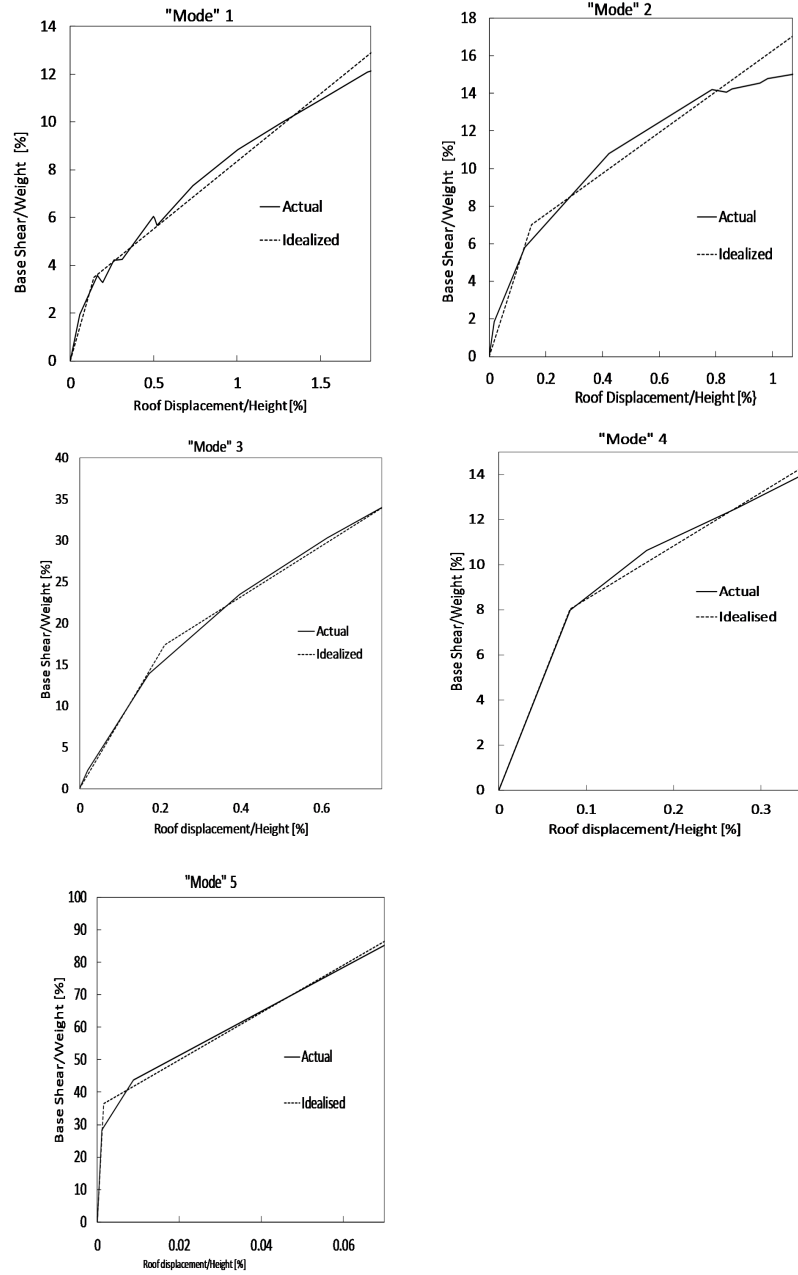 "Mode" 1
14
12
10
8
6
4
2
0
Base Shear/Weight [%]
Actual
Idealized
0 0.5 1 1.5
Roof Displacement/Height [%]
"Mode" 2
18
16
14
12
10
8
6
4
2
0
Base Shear/Weight [%]
Actual
Idealized
0 0.2 0.4 0.6 0.8 1
Roof Displacement/Height [%}
"Mode" 3
40
35
30
25
20
15
10
5
0
Base Shear/Weight [%]
Actual
Idealized
0 0.2 0.4 0.6
Roof displacement/Height [%]
"Mode" 4
14
12
10
8
6
4
2
0
Base Shear/Weight [%]
Actual
Idealised
0 0.1 0.2 0.3
Roof displacement/Height [%]
"Mode" 5
100
90
80
70
60
50
40
30
20
10
0
Base Shear/Weight [%]
Actual
Idealised
0 0.02 0.04 0.06
Roof displacement/Height [%]